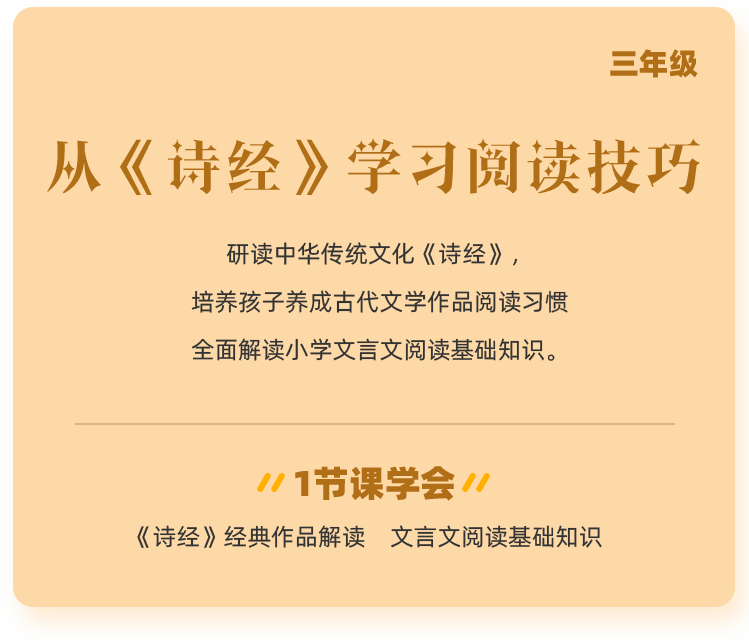 三年级
从《诗经》学习阅读技巧
研读中华传统文化《诗经》,
培养孩子养成古代文学作品阅读习惯
全面解读小学文言文阅读基础知识。
1节课学会
《诗经》经典作品解读 文言文阅读基础知识